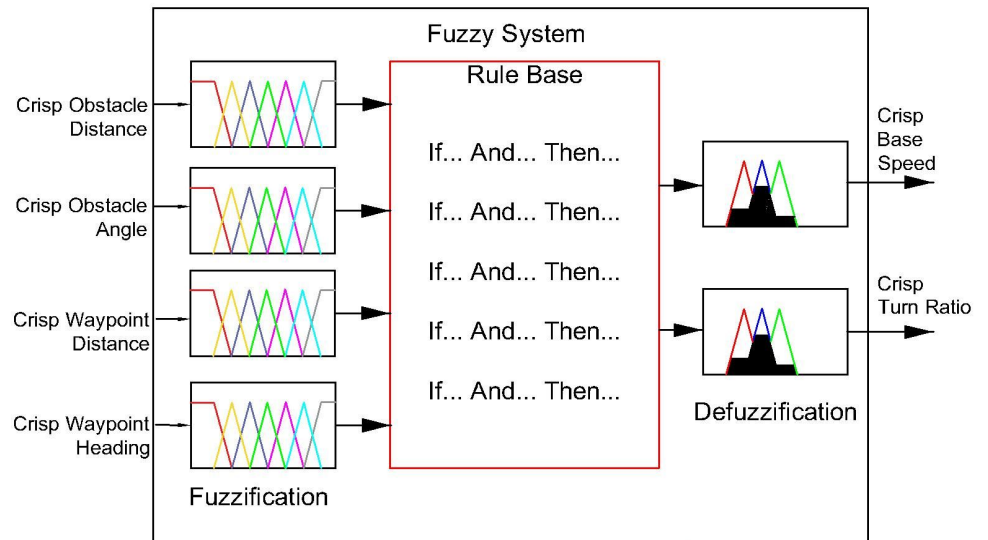 Fuzzy System
Rule Base
Crisp Obstacle
Distance
Crisp Obstacle
Angle
Crisp Waypoint
Distance
Crisp Waypoint
Heading
Fuzzification
If... And... Then...
If... And... Then...
If... And... Then...
If... And... Then...
If... And... Then...
Defuzzification
Crisp
Base
Speed
Crisp
Turn Ratio